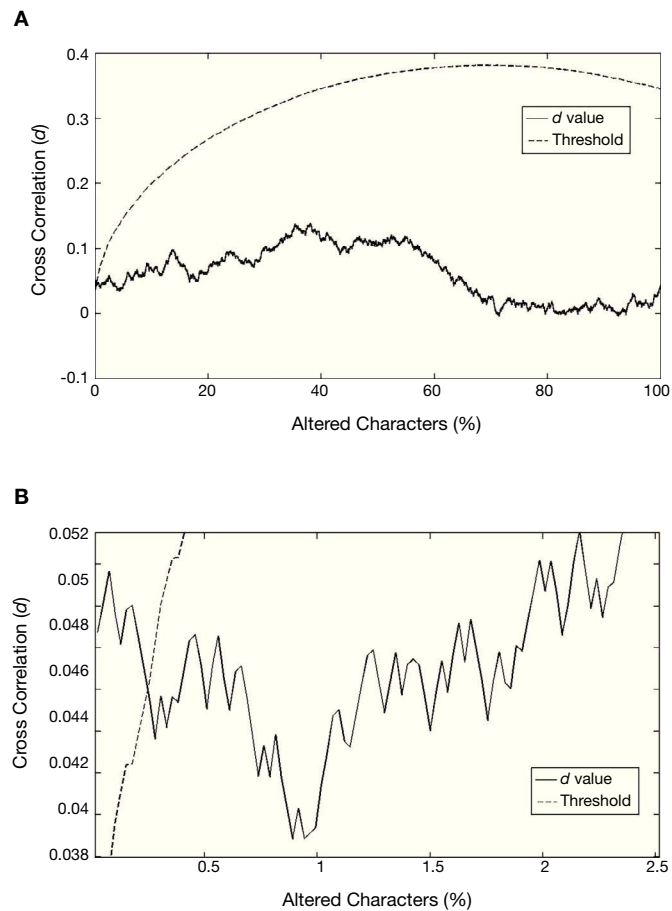 A
0.4
0.3
0.2
0.1
0
-0.1
Cross Correlation (d)
d value
Threshold
0 20 40 60 80 100
Altered Characters (%)
B
0.052
0.05
0.048
0.046
0.044
0.042
0.04
0.038
Cross Correlation (d)
d value
Threshold
0.5 1 1.5 2 2.5
Altered Characters (%)